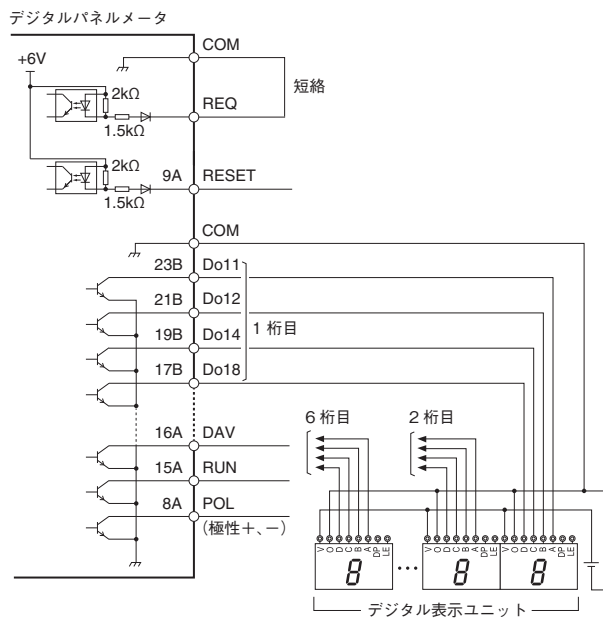 デジタルパネルメータ
COM
+6V
2kΩ
短絡
REQ
1.5kΩ
2kΩ
9A RESET
1.5kΩ
COM
23B Do11
21B Do12
1桁目
19B Do14
17B Do18
6桁目 2桁目
16A DAV
15A RUN
8A POL
(極性＋、－)
V O D C B A DP LE V O D C B A DP LE V O D C B A DP LE
8 … 8 8
デジタル表示ユニット